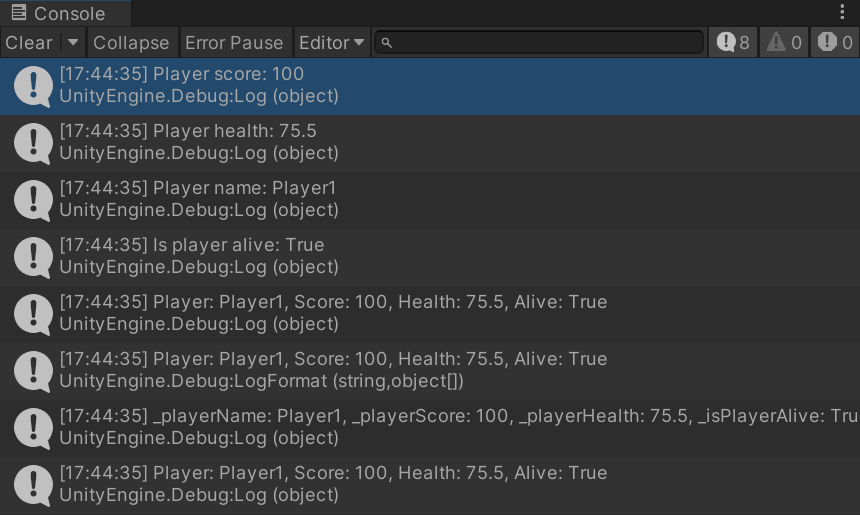 Console
Clear Collapse Error Pause Editor 8 0 0
[17:44:35] Player score: 100
UnityEngine.Debug:Log (object)
[17:44:35] Player health: 75.5
UnityEngine.Debug:Log (object)
[17:44:35] Player name: Player1
UnityEngine.Debug:Log (object)
[17:44:35] Is player alive: True
UnityEngine.Debug:Log (object)
[17:44:35] Player: Player1, Score: 100, Health: 75.5, Alive: True
UnityEngine.Debug:Log (object)
[17:44:35] Player: Player1, Score: 100, Health: 75.5, Alive: True
UnityEngine.Debug:LogFormat (string,object[])
[17:44:35] _playerName: Player1, _playerScore: 100, _playerHealth: 75.5, _isPlayerAlive: Tru
UnityEngine.Debug:Log (object)
[17:44:35] Player: Player1, Score: 100, Health: 75.5, Alive: True
UnityEngine.Debug:Log (object)